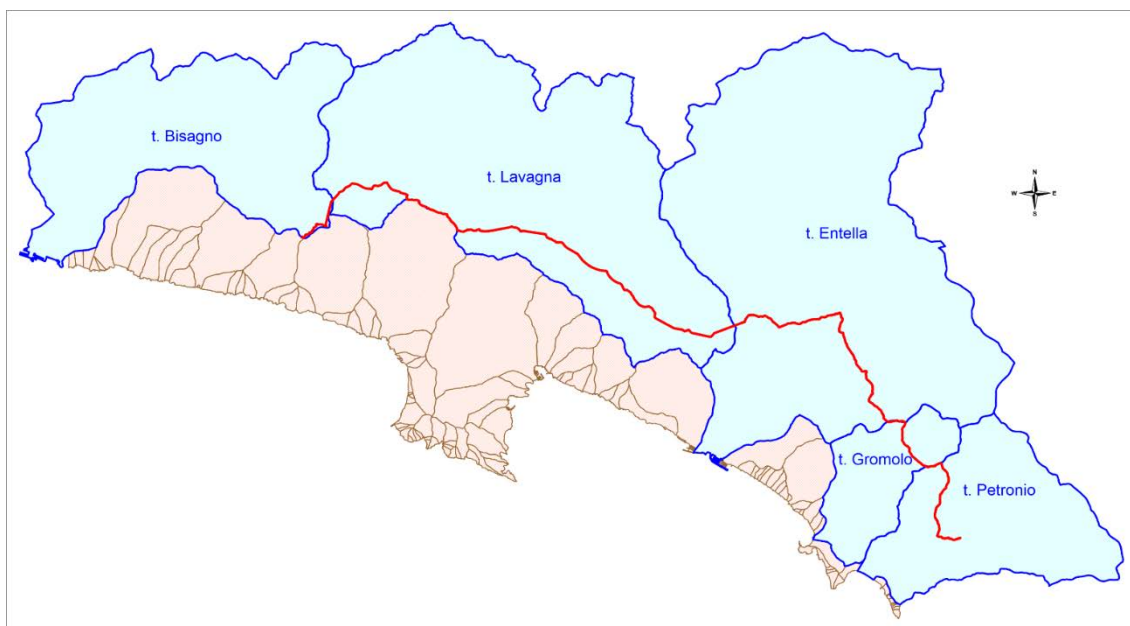 t. Bisagno
t. Lavagna
N
W E
S
t. Entella
t. Gromolo
t. Petronio